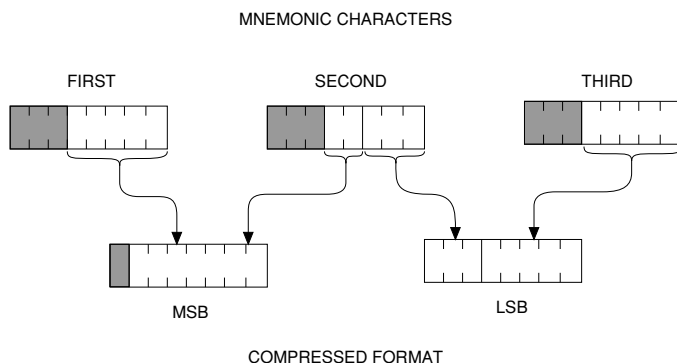 MNEMONIC CHARACTERS
FIRST
SECOND
THIRD
MSB
LSB
COMPRESSED FORMAT